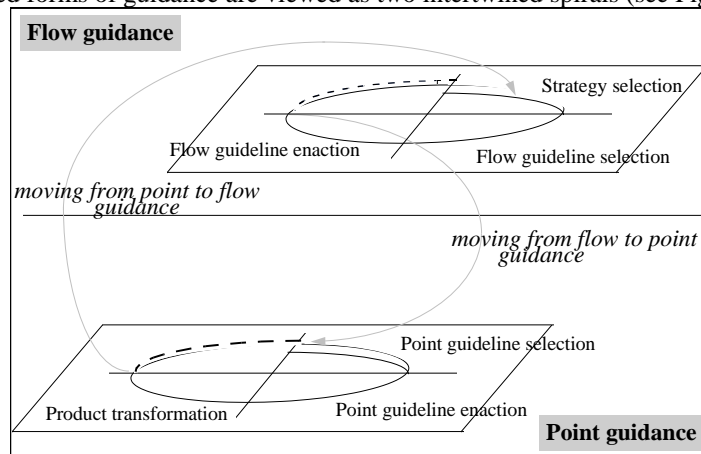 ed forms of guidance are viewed as two intertwined spirals (see Fig
Flow guidance
Strategy selection
Flow guideline enaction
Flow guideline selection
moving from point to flow
guidance
moving from flow to point
guidance
Point guideline selection
Product transformation
Point guideline enaction
Point guidance